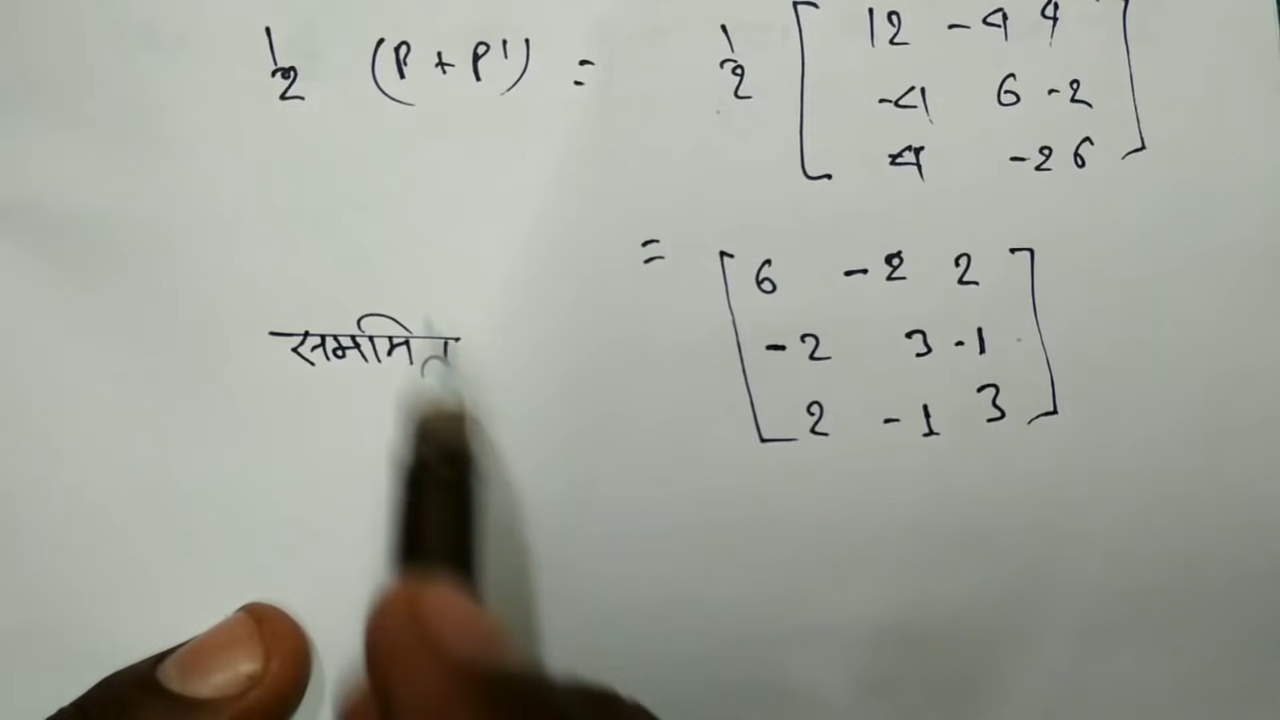 1/2 (P + P') = 1/2 [ 12 -4 4
-4 6 -2
4 -2 6 ]
= [ 6 -2 2
-2 3 -1
2 -1 3 ]
सममित